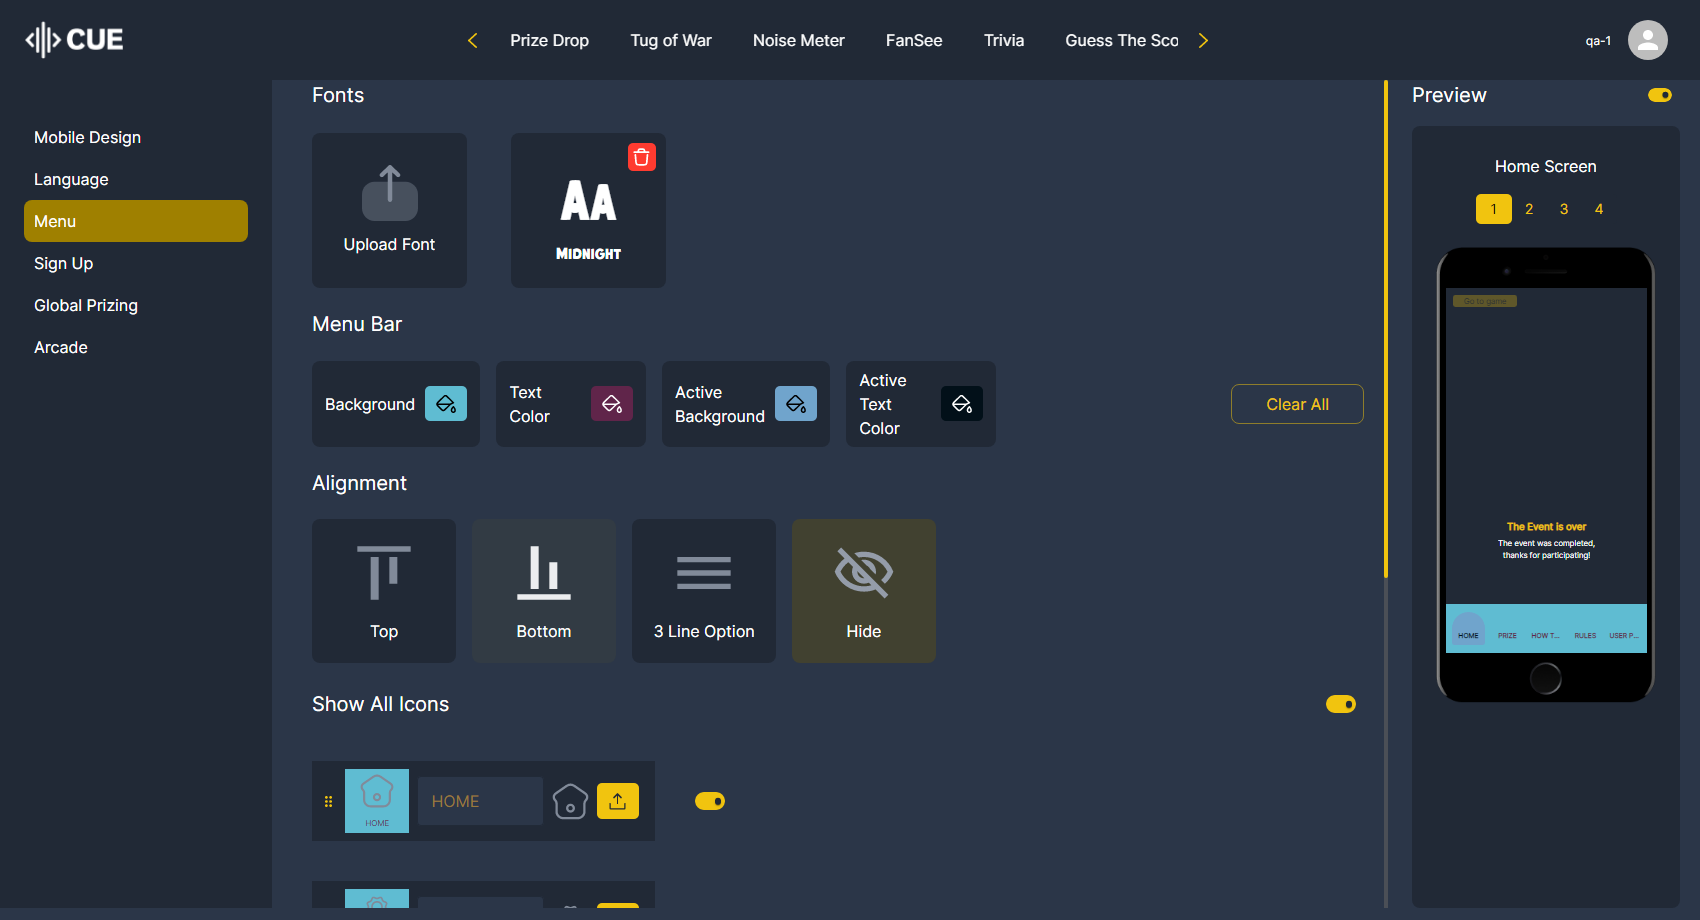 CUE
Prize Drop
Tug of War
Noise Meter
FanSee
Trivia
Guess The Sco
qa-1
Mobile Design
Language
Menu
Sign Up
Global Prizing
Arcade
Fonts
Upload Font
AA
MIDNIGHT
Menu Bar
Background
Text
Color
Active
Background
Active
Text
Color
Clear All
Alignment
Top
Bottom
3 Line Option
Hide
Show All Icons
HOME
HOME
Preview
Home Screen
1 2 3 4
Go to game
The Event is over
The event was completed,
thanks for participating!
HOME PRIZE HOW T... RULES USER P...